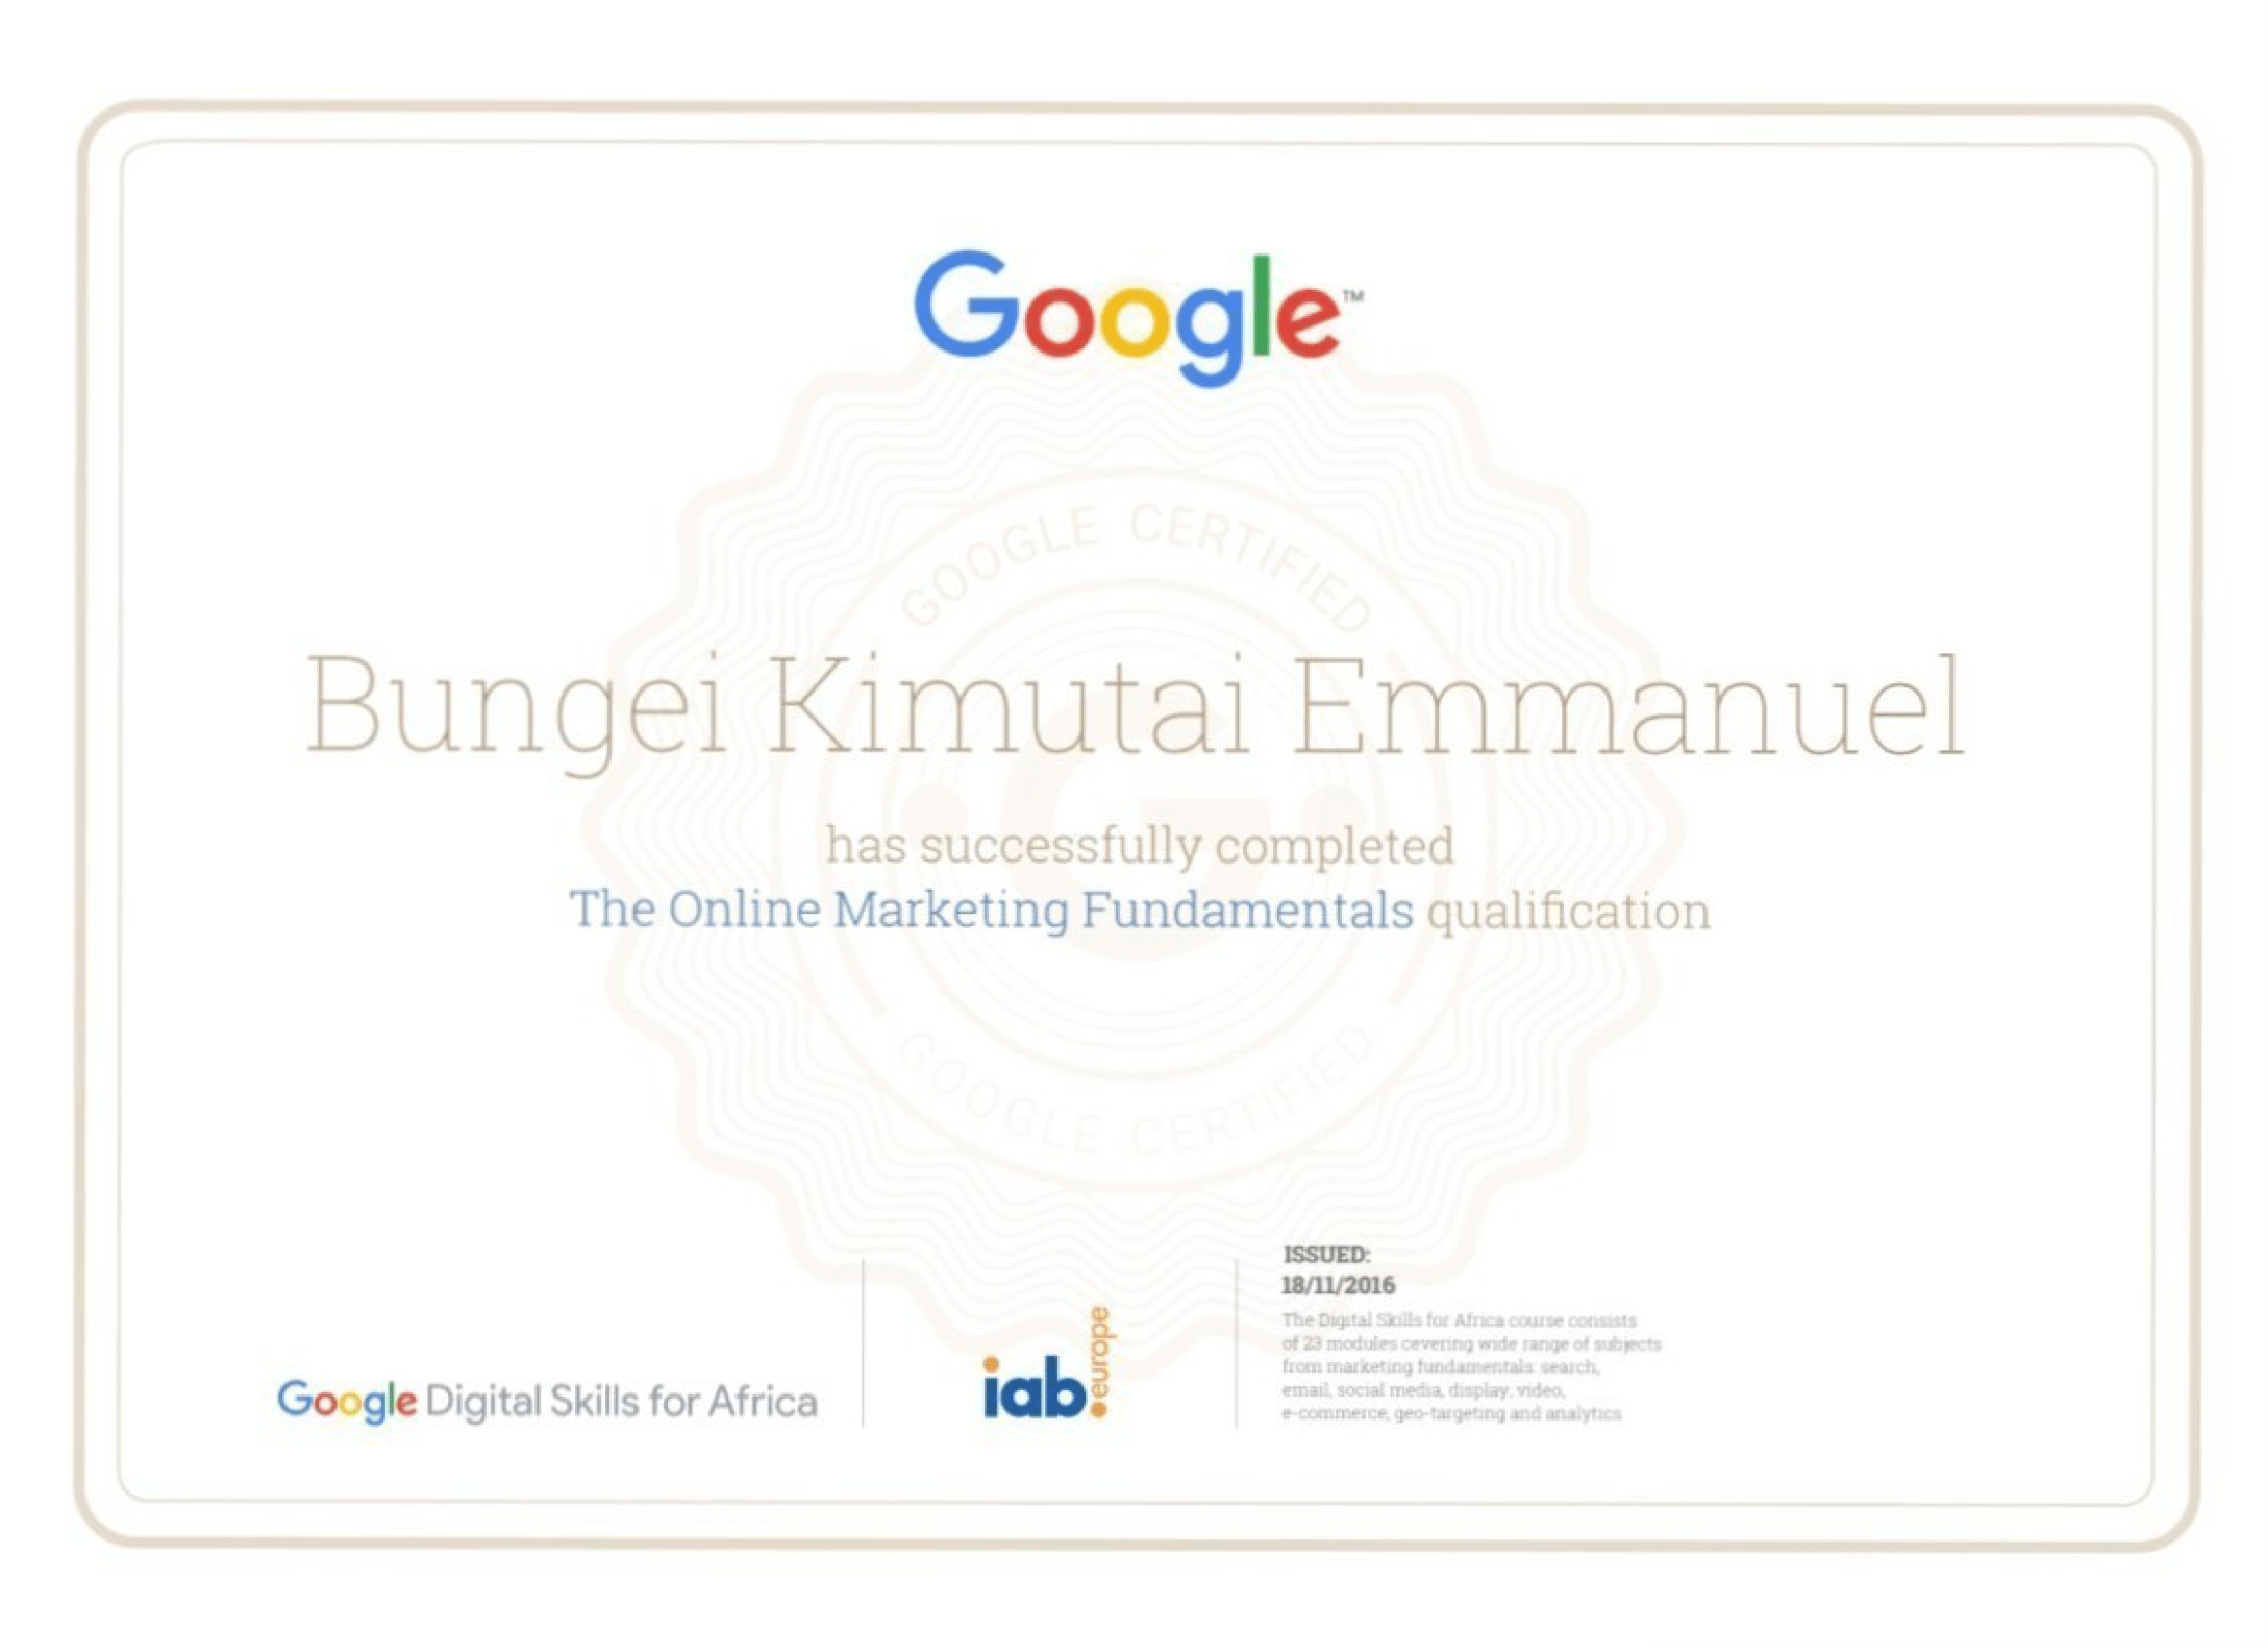 Google™
GOOGLE CERTIFIED
Bungei Kimutai Emmanuel
has successfully completed
The Online Marketing Fundamentals qualification
GOOGLE CERTIFIED
Google Digital Skills for Africa
iab europe
ISSUED:
18/11/2016
The Digital Skills for Africa course consists
of 23 modules cevering wide range of subjects
from marketing fundamentals: search,
email, social media, display, video,
e-commerce, geo-targeting and analytics